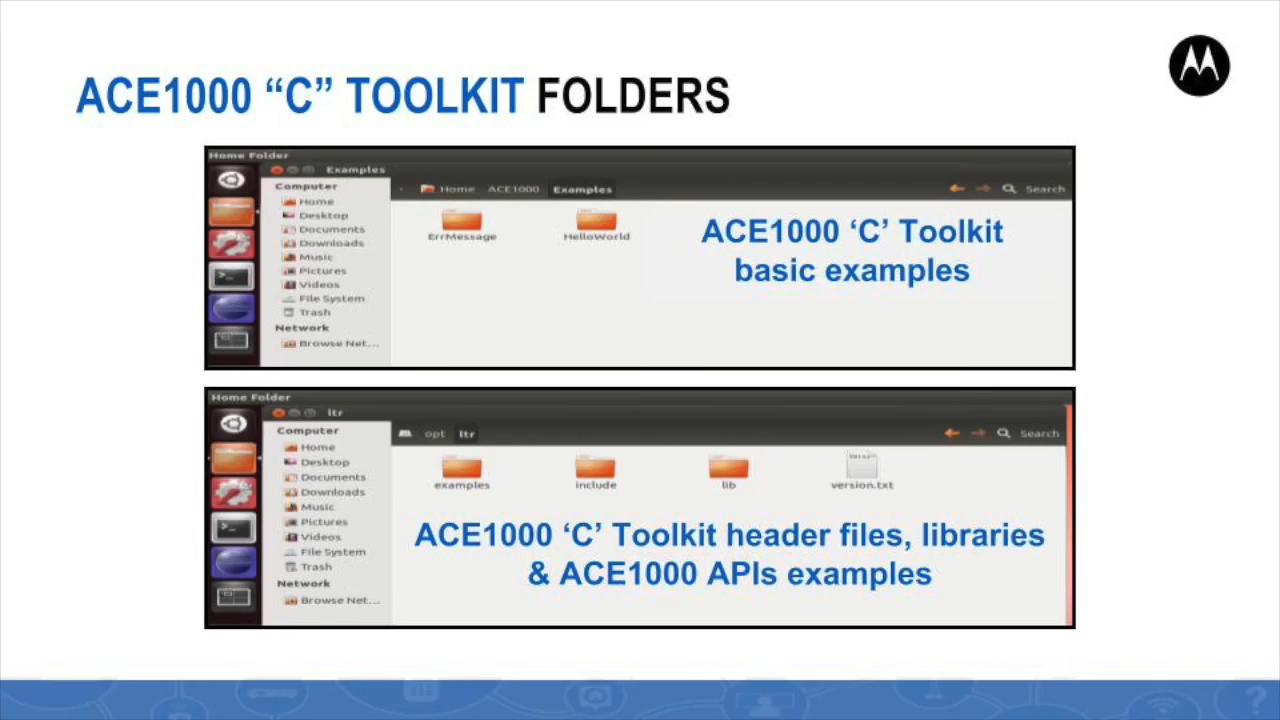 ACE1000 “C” TOOLKIT FOLDERS
Home Folder
Examples
Computer
Home
Desktop
Documents
Downloads
Music
Pictures
Videos
File System
Trash
Network
Browse Net...
Home ACE1000 Examples
Search
ErrMessage
HelloWorld
ACE1000 ‘C’ Toolkit
basic examples
Home Folder
ltr
Computer
Home
Desktop
Documents
Downloads
Music
Pictures
Videos
File System
Trash
Network
Browse Net...
opt ltr
Search
examples
include
lib
version.txt
ACE1000 ‘C’ Toolkit header files, libraries
& ACE1000 APIs examples